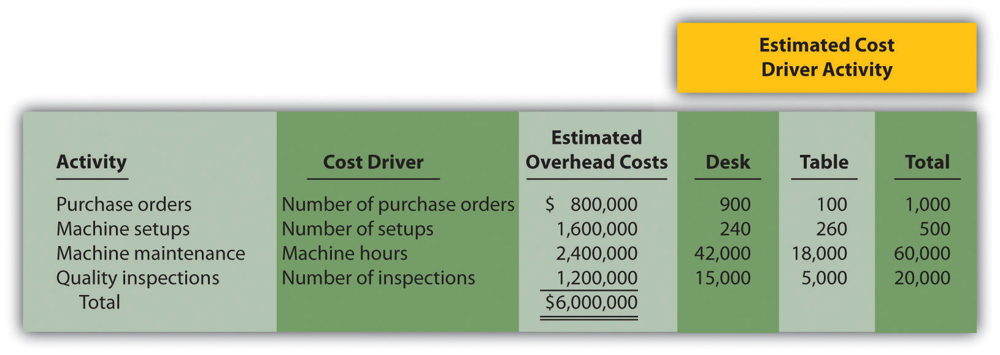 Estimated Cost
Driver Activity
Estimated
Activity Cost Driver Overhead Costs Desk Table Total
Purchase orders Number of purchase orders $ 800,000 900 100 1,000
Machine setups Number of setups 1,600,000 240 260 500
Machine maintenance Machine hours 2,400,000 42,000 18,000 60,000
Quality inspections Number of inspections 1,200,000 15,000 5,000 20,000
Total $6,000,000